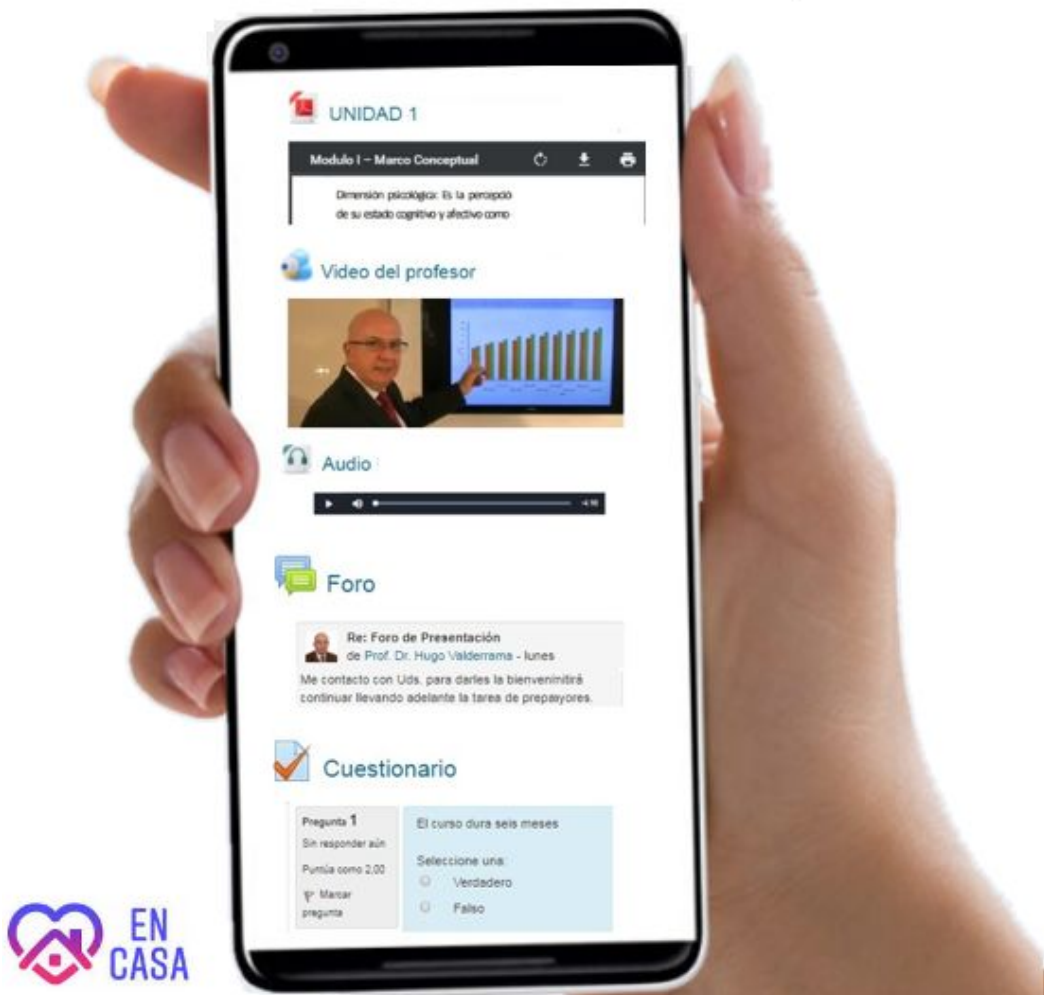 UNIDAD 1
Modulo I – Marco Conceptual
Dimensión psicológica: Es la percepció
de su estado cognitivo y afectivo como
Video del profesor
Audio
Foro
Re: Foro de Presentación
de Prof. Dr. Hugo Valderrama - lunes
Me contacto con Uds. para darles la bienvenimitirá
continuar llevando adelante la tarea de prepayores.
Cuestionario
Pregunta 1
Sin responder aún
Puntúa como 2,00
Marcar
pregunta
El curso dura seis meses
Seleccione una:
Verdadero
Falso
EN
CASA